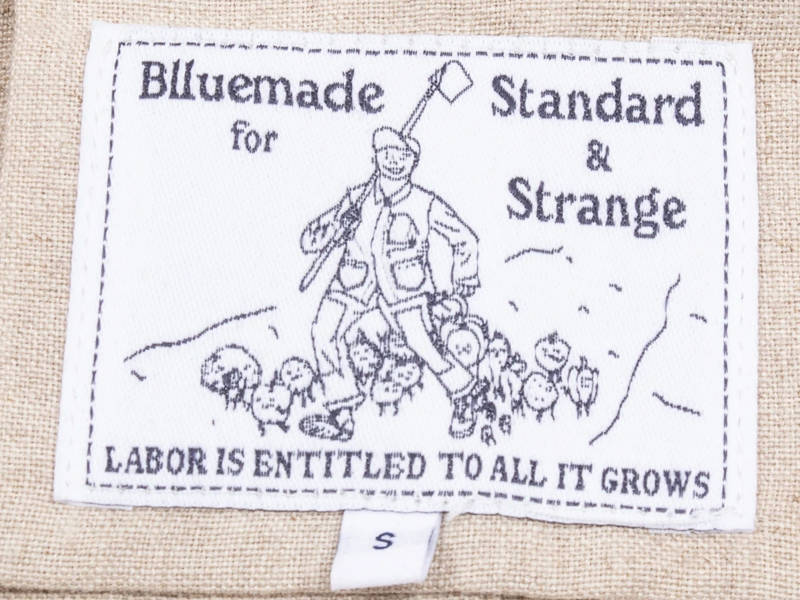 Blluemade
for
Standard
&
Strange
LABOR IS ENTITLED TO ALL IT GROWS
S